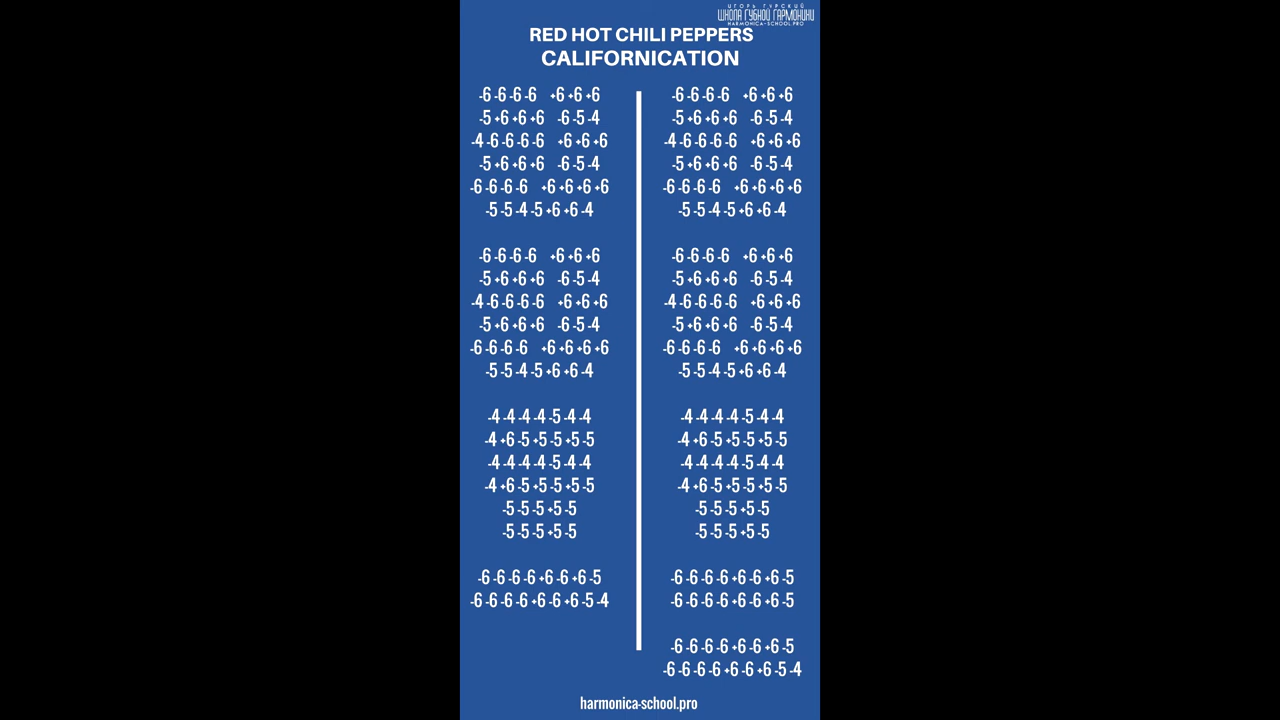 ИГОРЬ ГУРСКИЙ
ШКОЛА ГУБНОЙ ГАРМОНИКИ
HARMONICA-SCHOOL.PRO
RED HOT CHILI PEPPERS
CALIFORNICATION
-6 -6 -6 -6 +6 +6 +6
-5 +6 +6 +6 -6 -5 -4
-4 -6 -6 -6 -6 +6 +6 +6
-5 +6 +6 +6 -6 -5 -4
-6 -6 -6 -6 +6 +6 +6 +6
-5 -5 -4 -5 +6 +6 -4
-6 -6 -6 -6 +6 +6 +6
-5 +6 +6 +6 -6 -5 -4
-4 -6 -6 -6 -6 +6 +6 +6
-5 +6 +6 +6 -6 -5 -4
-6 -6 -6 -6 +6 +6 +6 +6
-5 -5 -4 -5 +6 +6 -4
-4 -4 -4 -4 -5 -4 -4
-4 +6 -5 +5 -5 +5 -5
-4 -4 -4 -4 -5 -4 -4
-4 +6 -5 +5 -5 +5 -5
-5 -5 -5 +5 -5
-5 -5 -5 +5 -5
-6 -6 -6 -6 +6 -6 +6 -5
-6 -6 -6 -6 +6 -6 +6 -5 -4
-6 -6 -6 -6 +6 +6 +6
-5 +6 +6 +6 -6 -5 -4
-4 -6 -6 -6 -6 +6 +6 +6
-5 +6 +6 +6 -6 -5 -4
-6 -6 -6 -6 +6 +6 +6 +6
-5 -5 -4 -5 +6 +6 -4
-6 -6 -6 -6 +6 +6 +6
-5 +6 +6 +6 -6 -5 -4
-4 -6 -6 -6 -6 +6 +6 +6
-5 +6 +6 +6 -6 -5 -4
-6 -6 -6 -6 +6 +6 +6 +6
-5 -5 -4 -5 +6 +6 -4
-4 -4 -4 -4 -5 -4 -4
-4 +6 -5 +5 -5 +5 -5
-4 -4 -4 -4 -5 -4 -4
-4 +6 -5 +5 -5 +5 -5
-5 -5 -5 +5 -5
-5 -5 -5 +5 -5
-6 -6 -6 -6 +6 -6 +6 -5
-6 -6 -6 -6 +6 -6 +6 -5
-6 -6 -6 -6 +6 -6 +6 -5
-6 -6 -6 -6 +6 -6 +6 -5 -4
harmonica-school.pro